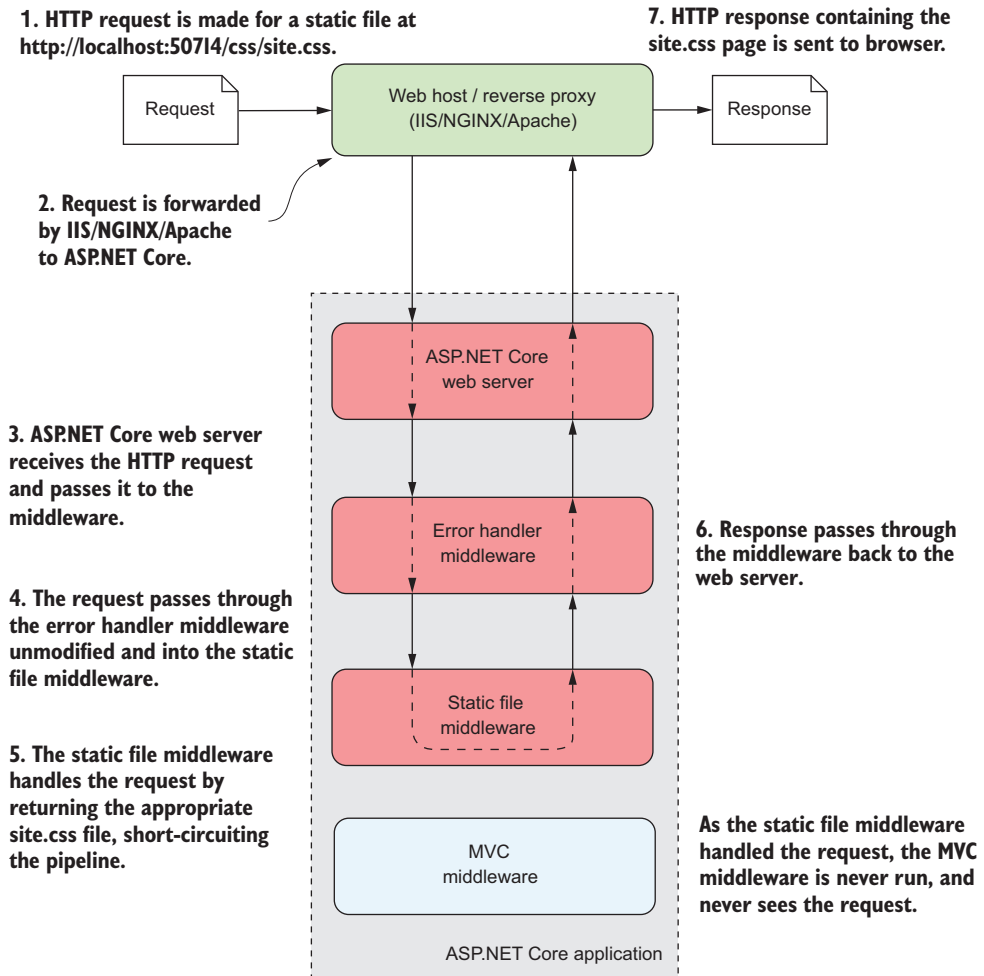 1. HTTP request is made for a static file at
http://localhost:50714/css/site.css.
7. HTTP response containing the
site.css page is sent to browser.
Request
Web host / reverse proxy
(IIS/NGINX/Apache)
Response
2. Request is forwarded
by IIS/NGINX/Apache
to ASP.NET Core.
ASP.NET Core
web server
3. ASP.NET Core web server
receives the HTTP request
and passes it to the
middleware.
Error handler
middleware
6. Response passes through
the middleware back to the
web server.
4. The request passes through
the error handler middleware
unmodified and into the static
file middleware.
Static file
middleware
5. The static file middleware
handles the request by
returning the appropriate
site.css file, short-circuiting
the pipeline.
MVC
middleware
As the static file middleware
handled the request, the MVC
middleware is never run, and
never sees the request.
ASP.NET Core application